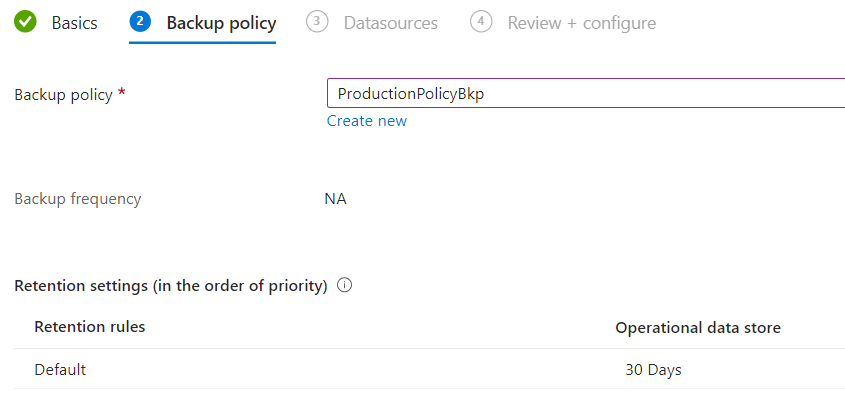 Basics 2 Backup policy 3 Datasources 4 Review + configure
Backup policy * ProductionPolicyBkp
Create new
Backup frequency NA
Retention settings (in the order of priority)
Retention rules Operational data store
Default 30 Days